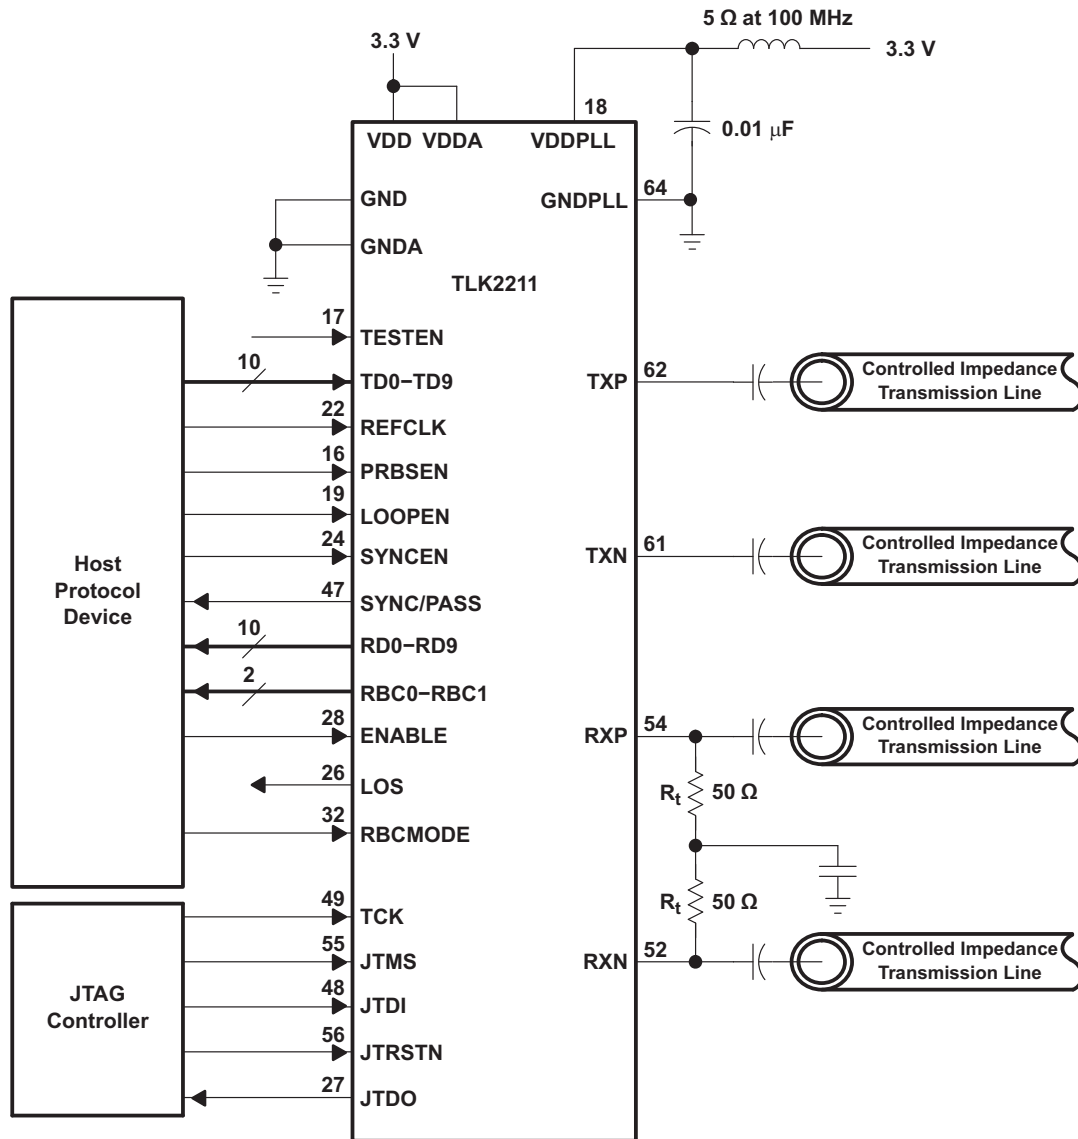 5 Ω at 100 MHz
3.3 V
3.3 V
18
VDD VDDA VDDPLL
0.01 μF
GND
GNDPLL
64
GNDA
TLK2211
17
TESTEN
10
TD0−TD9
TXP
62
Controlled Impedance
Transmission Line
22
REFCLK
16
PRBSEN
19
LOOPEN
24
SYNCEN
TXN
61
Controlled Impedance
Transmission Line
Host
Protocol
Device
47
SYNC/PASS
10
RD0−RD9
2
RBC0−RBC1
28
ENABLE
RXP
54
Controlled Impedance
Transmission Line
26
LOS
Rt
50 Ω
32
RBCMODE
49
TCK
Rt
50 Ω
55
JTMS
RXN
52
Controlled Impedance
Transmission Line
JTAG
Controller
48
JTDI
56
JTRSTN
27
JTDO